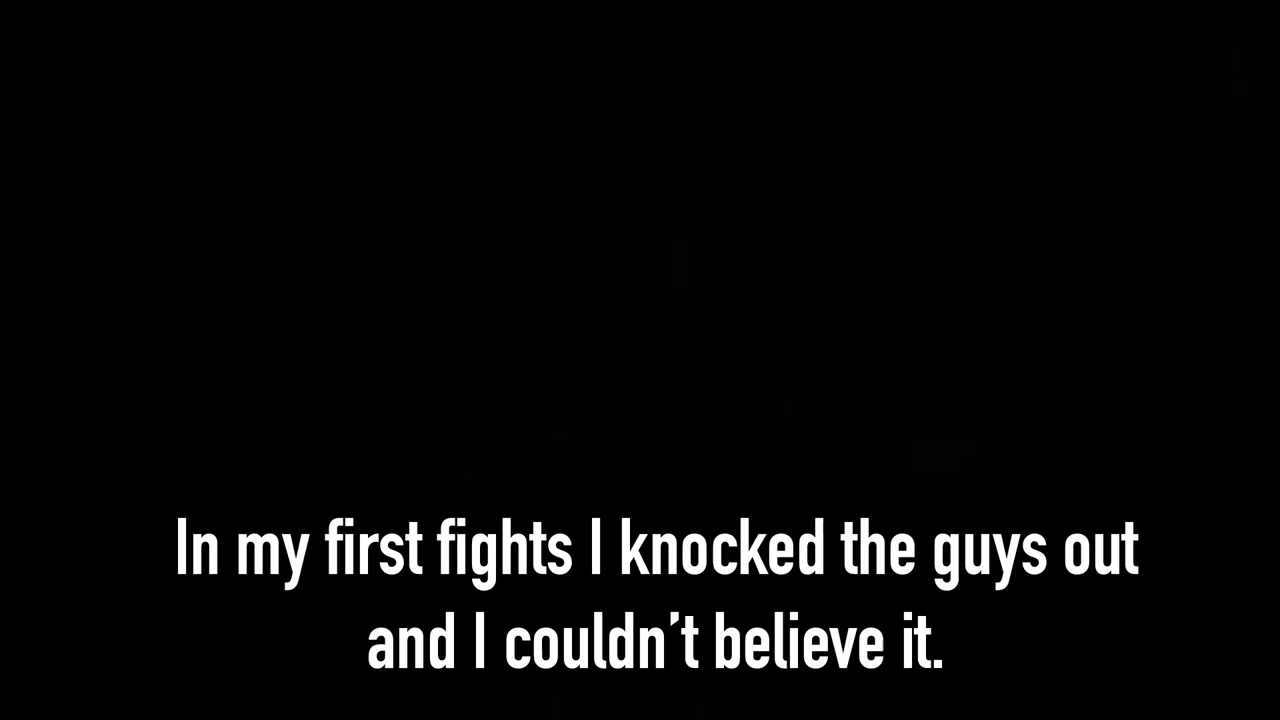 In my first fights I knocked the guys out
and I couldn’t believe it.